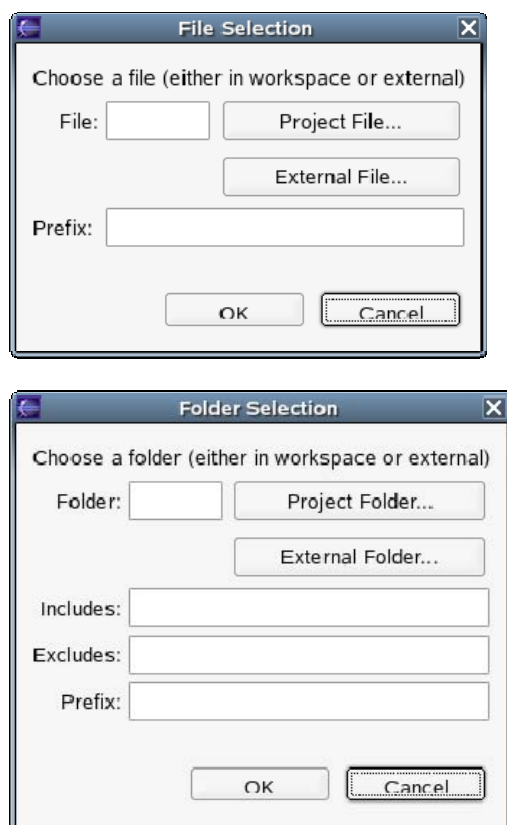 File Selection
Choose a file (either in workspace or external)
File:
Project File...
External File...
Prefix:
OK
Cancel
Folder Selection
Choose a folder (either in workspace or external)
Folder:
Project Folder...
External Folder...
Includes:
Excludes:
Prefix:
OK
Cancel